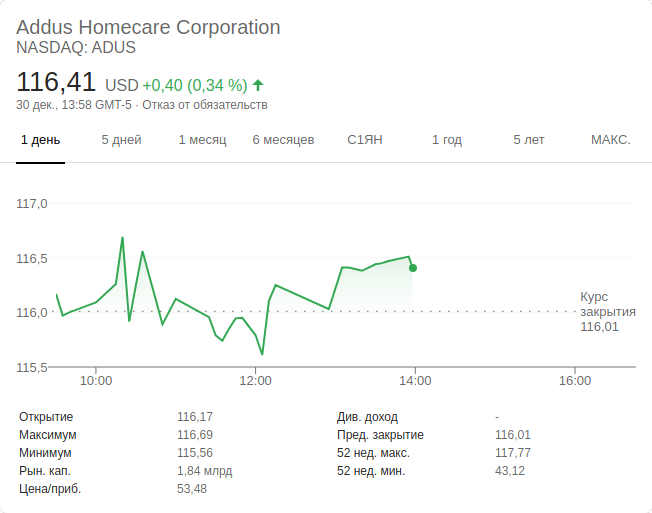 Addus Homecare Corporation
NASDAQ: ADUS
116,41 USD +0,40 (0,34 %)
30 дек., 13:58 GMT-5 · Отказ от обязательств
1 день 5 дней 1 месяц 6 месяцев С1ЯН 1 год 5 лет МАКС.
117,0
116,5
116,0
115,5
Курс
закрытия
116,01
10:00 12:00 14:00 16:00
Открытие 116,17 Див. доход -
Максимум 116,69 Пред. закрытие 116,01
Минимум 115,56 52 нед. макс. 117,77
Рын. кап. 1,84 млрд 52 нед. мин. 43,12
Цена/приб. 53,48